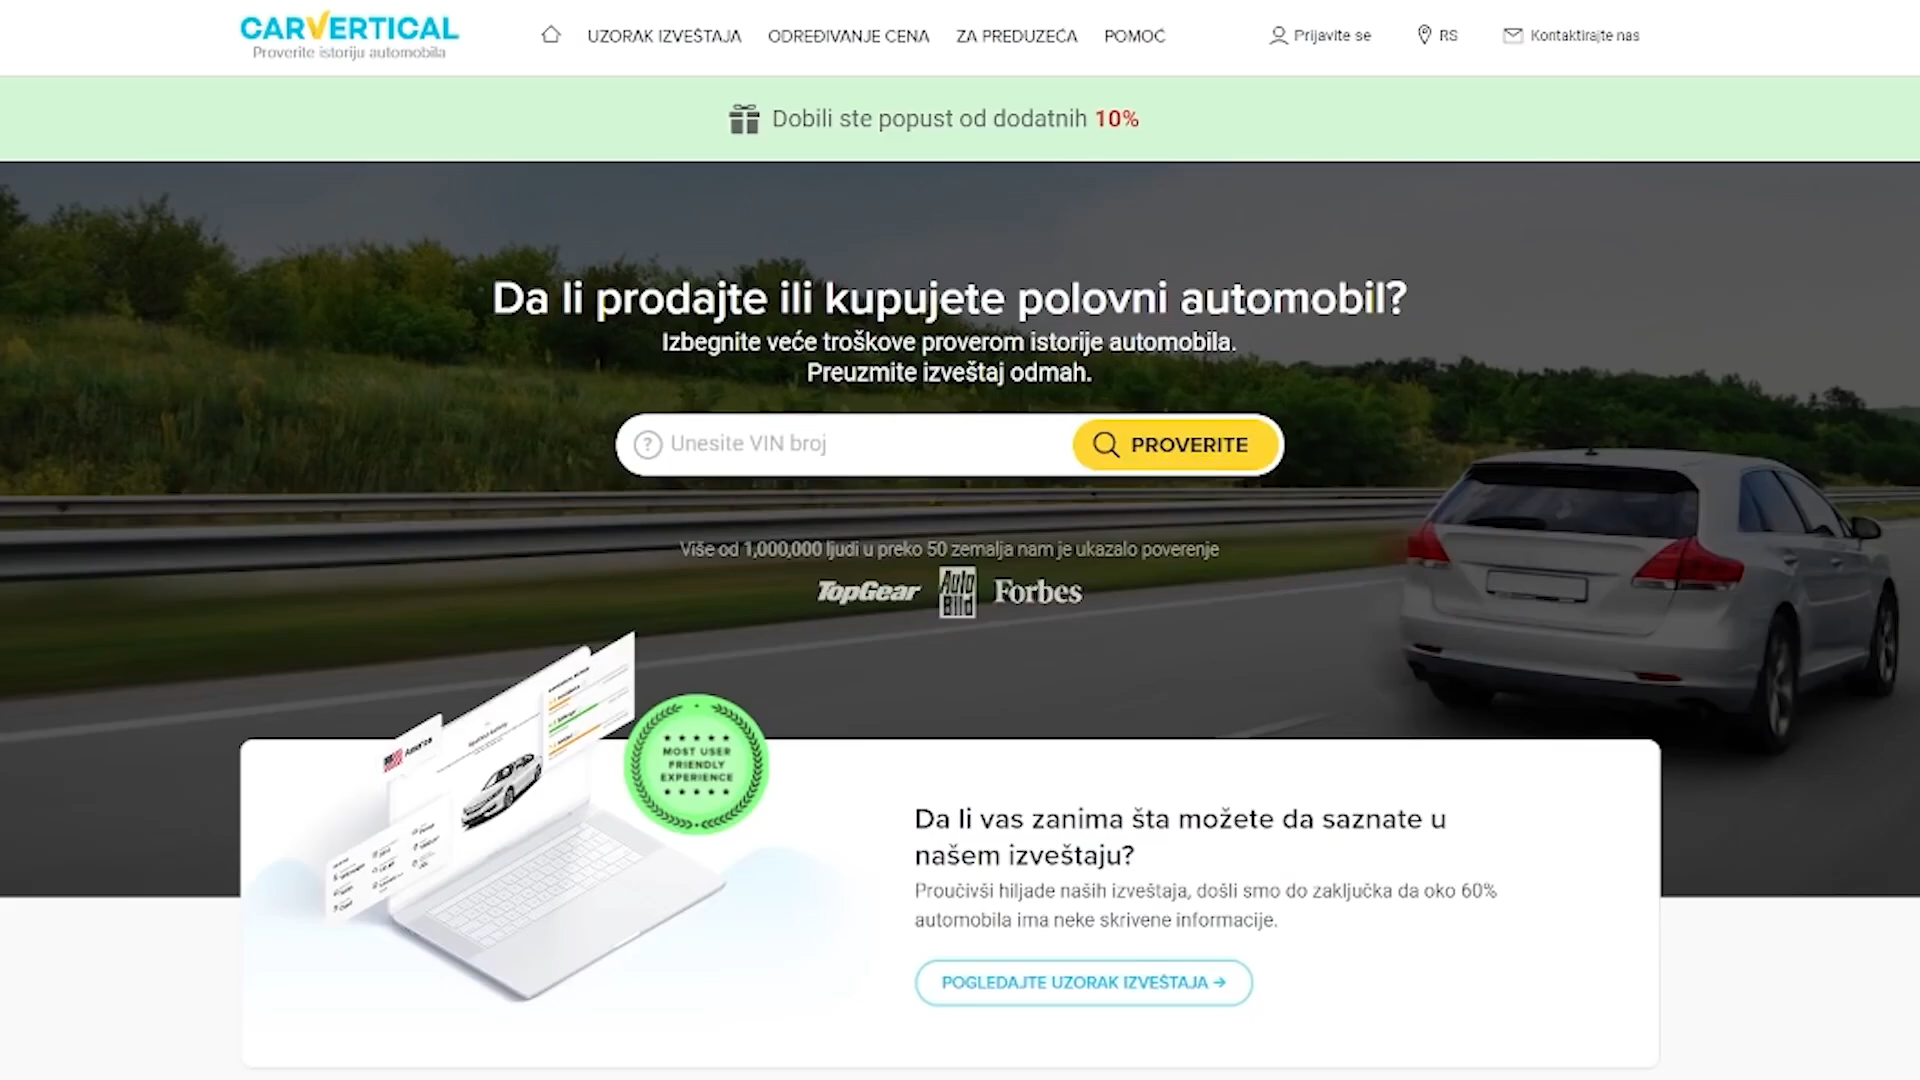 CARVERTICAL
Proverite istoriju automobila
UZORAK IZVEŠTAJA
ODREĐIVANJE CENA
ZA PREDUZEĆA
POMOĆ
Prijavite se
RS
Kontaktirajte nas
Dobili ste popust od dodatnih 10%
Da li prodajte ili kupujete polovni automobil?
Izbegnite veće troškove proverom istorije automobila.
Preuzmite izveštaj odmah.
? Unesite VIN broj
PROVERITE
Više od 1,000,000 ljudi u preko 50 zemalja nam je ukazalo poverenje
TopGear
Auto
Bild
Forbes
America
MOST USER
FRIENDLY
EXPERIENCE
Da li vas zanima šta možete da saznate u
našem izveštaju?
Proučivši hiljade naših izveštaja, došli smo do zaključka da oko 60%
automobila ima neke skrivene informacije.
POGLEDAJTE UZORAK IZVEŠTAJA →